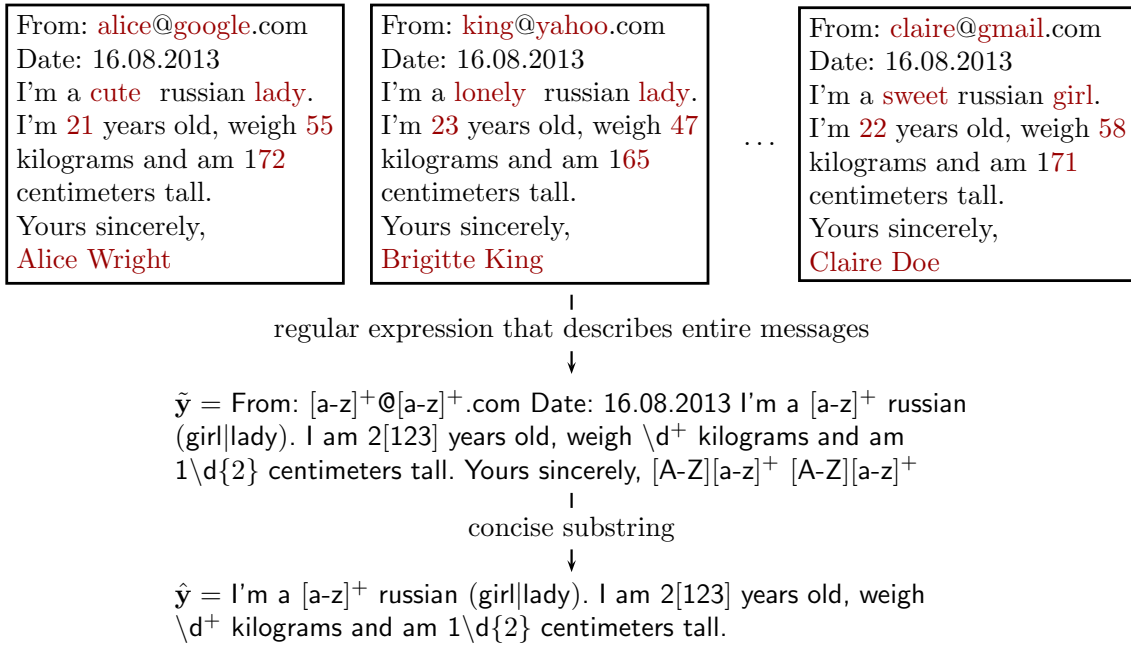 From: alice@google.com
Date: 16.08.2013
I'm a cute russian lady.
I'm 21 years old, weigh 55
kilograms and am 172
centimeters tall.
Yours sincerely,
Alice Wright
From: king@yahoo.com
Date: 16.08.2013
I'm a lonely russian lady.
I'm 23 years old, weigh 47
kilograms and am 165
centimeters tall.
Yours sincerely,
Brigitte King
...
From: claire@gmail.com
Date: 16.08.2013
I'm a sweet russian girl.
I'm 22 years old, weigh 58
kilograms and am 171
centimeters tall.
Yours sincerely,
Claire Doe
regular expression that describes entire messages
ỹ = From: [a-z]⁺@[a-z]⁺.com Date: 16.08.2013 I'm a [a-z]⁺ russian
(girl|lady). I am 2[123] years old, weigh \d⁺ kilograms and am
1\d{2} centimeters tall. Yours sincerely, [A-Z][a-z]⁺ [A-Z][a-z]⁺
concise substring
ŷ = I'm a [a-z]⁺ russian (girl|lady). I am 2[123] years old, weigh
\d⁺ kilograms and am 1\d{2} centimeters tall.